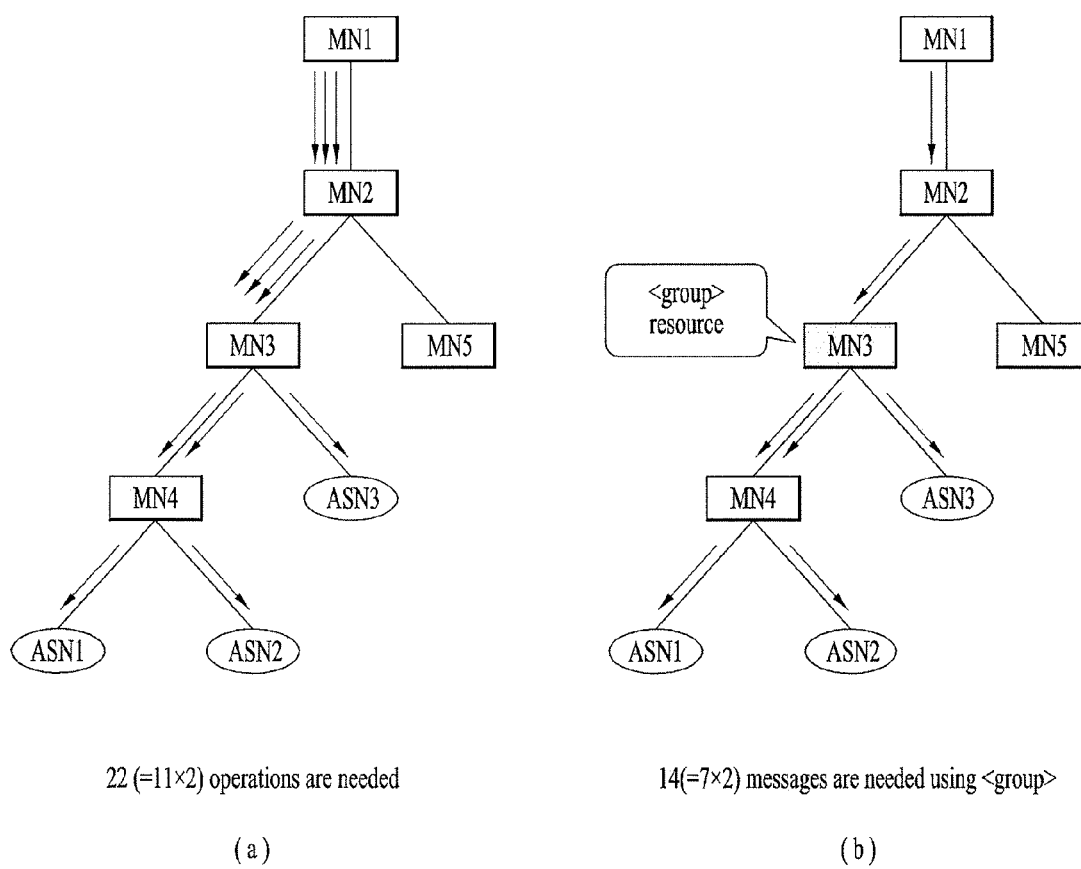 MN1
MN2
MN3
MN5
MN4
ASN3
ASN1
ASN2
22 (=11×2) operations are needed
(a)
MN1
MN2
<group>
resource
MN3
MN5
MN4
ASN3
ASN1
ASN2
14(=7×2) messages are needed using <group>
(b)